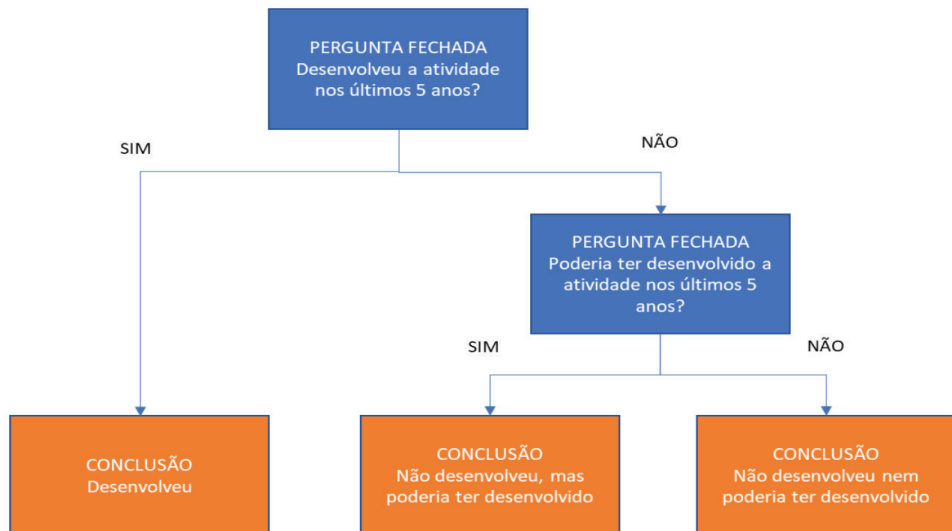 PERGUNTA FECHADA
Desenvolveu a atividade
nos últimos 5 anos?
SIM
NÃO
PERGUNTA FECHADA
Poderia ter desenvolvido a
atividade nos últimos 5
anos?
SIM
NÃO
CONCLUSÃO
Desenvolveu
CONCLUSÃO
Não desenvolveu, mas
poderia ter desenvolvido
CONCLUSÃO
Não desenvolveu nem
poderia ter desenvolvido